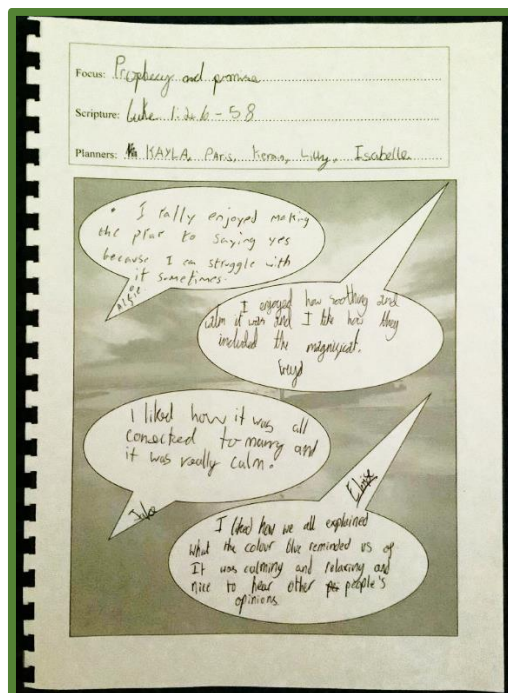 Focus: Prophecy and promise
Scripture: Luke 1:26-58
Planners: KAYLA, Paris, Keron, Lilly, Isabelle
• I rally enjoyed making
the prar to saying yes
because I can struggle with
it sometimes.
Alfie
I enjoyed how soothing and
calm it was and I like how they
included the magnificat.
I liked how it was all
conected to marry and
it was really calm.
I liked how we all explained
what the colour blue reminded us of
It was calming and relaxing and
nice to hear other people's
opinions